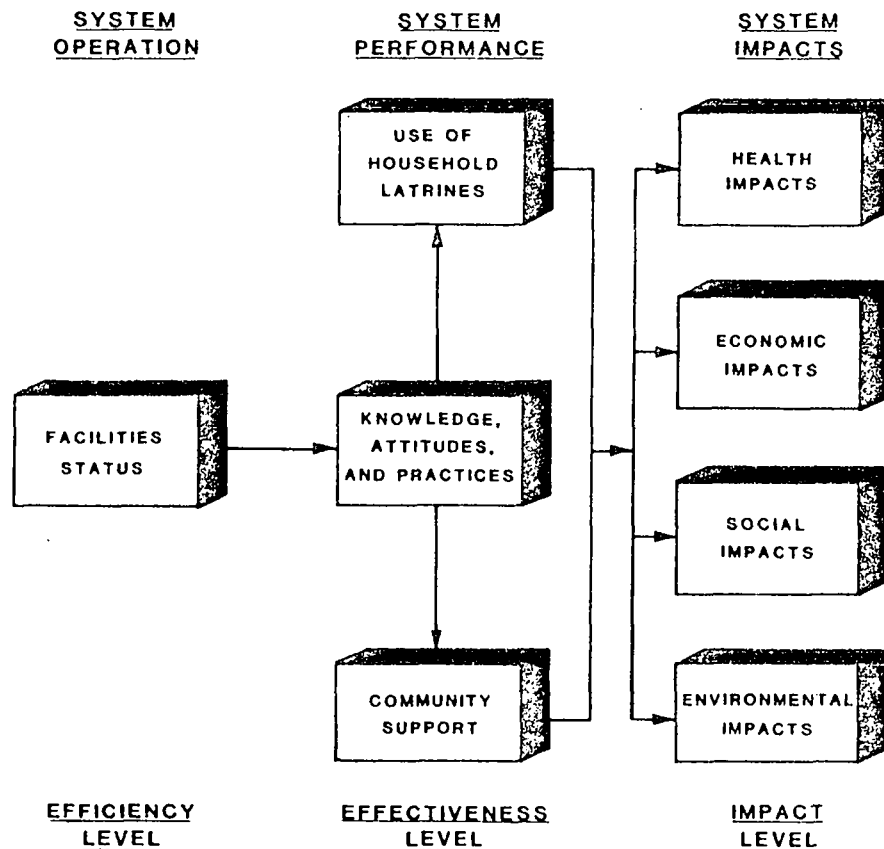 SYSTEM
OPERATION
SYSTEM
PERFORMANCE
SYSTEM
IMPACTS
USE OF
HOUSEHOLD
LATRINES
HEALTH
IMPACTS
ECONOMIC
IMPACTS
FACILITIES
STATUS
KNOWLEDGE,
ATTITUDES,
AND PRACTICES
SOCIAL
IMPACTS
COMMUNITY
SUPPORT
ENVIRONMENTAL
IMPACTS
EFFICIENCY
LEVEL
EFFECTIVENESS
LEVEL
IMPACT
LEVEL